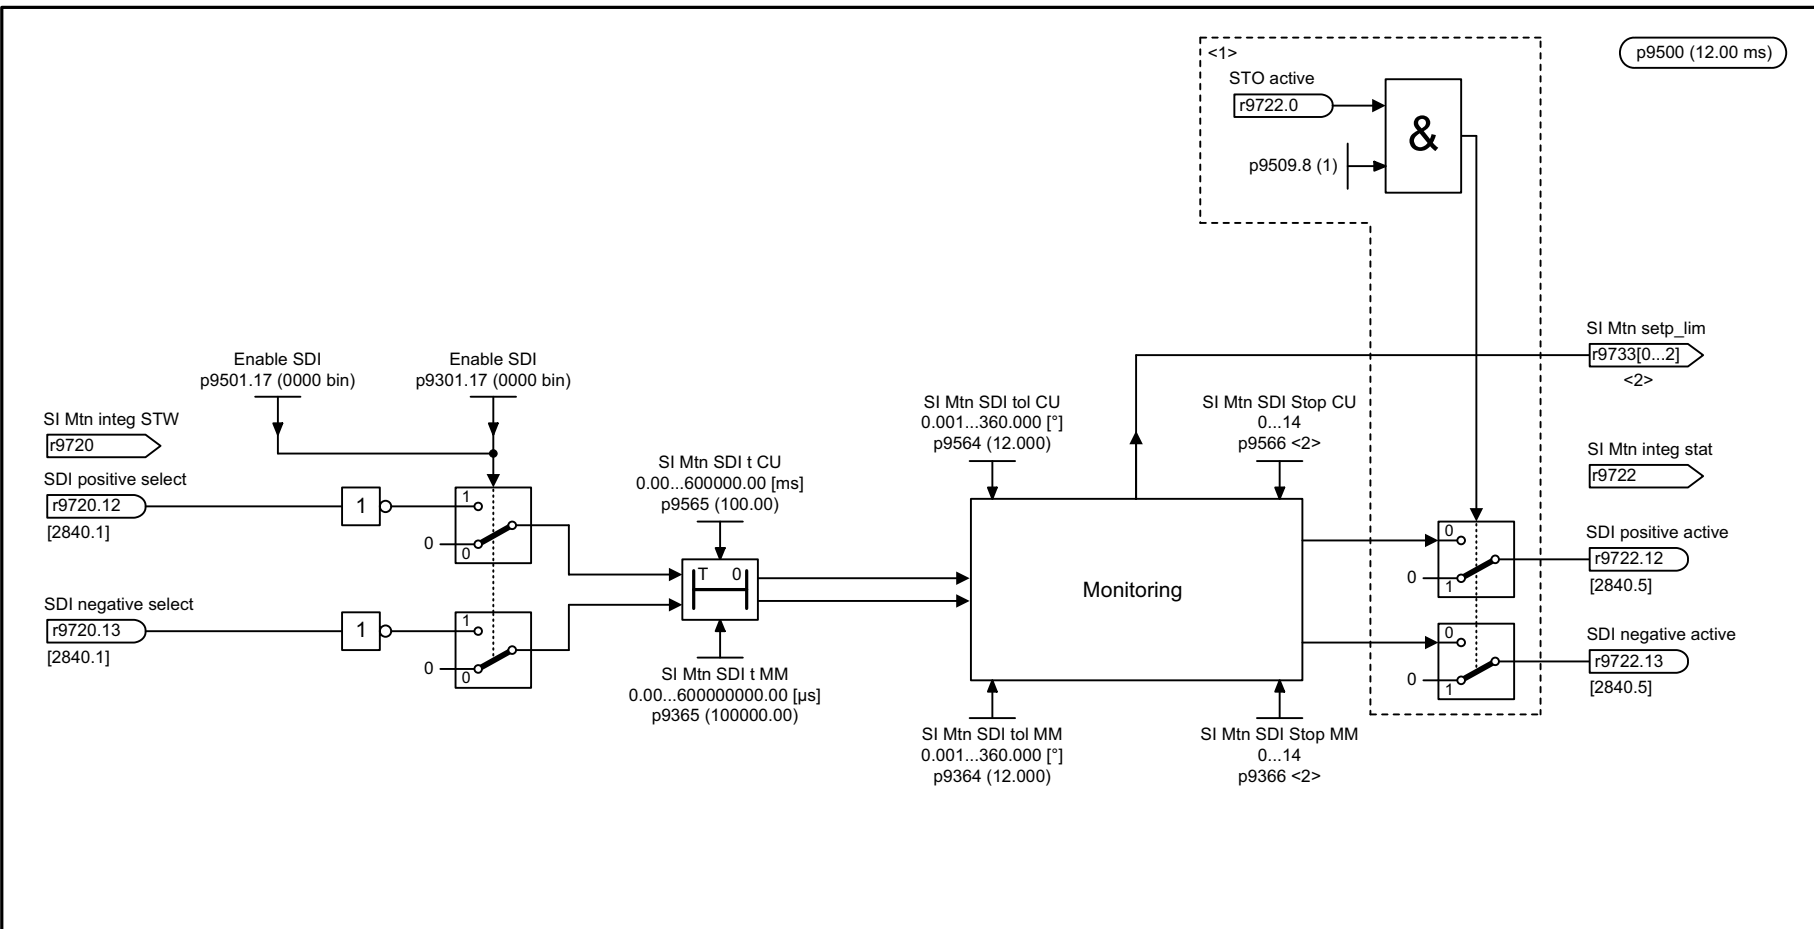 <1>
p9500 (12.00 ms)
STO active
r9722.0
&
p9509.8 (1)
SI Mtn setp_lim
r9733[0...2]
<2>
Enable SDI
p9501.17 (0000 bin)
Enable SDI
p9301.17 (0000 bin)
SI Mtn integ STW
r9720
SDI positive select
r9720.12
[2840.1]
1
1
0
0
SI Mtn SDI t CU
0.00...600000.00 [ms]
p9565 (100.00)
T 0
SI Mtn SDI tol CU
0.001...360.000 [°]
p9564 (12.000)
SI Mtn SDI Stop CU
0...14
p9566 <2>
SI Mtn integ stat
r9722
Monitoring
0
0
1
SDI positive active
r9722.12
[2840.5]
SDI negative select
r9720.13
[2840.1]
1
1
0
0
SI Mtn SDI t MM
0.00...600000000.00 [µs]
p9365 (100000.00)
0
0
1
SDI negative active
r9722.13
[2840.5]
SI Mtn SDI tol MM
0.001...360.000 [°]
p9364 (12.000)
SI Mtn SDI Stop MM
0...14
p9366 <2>